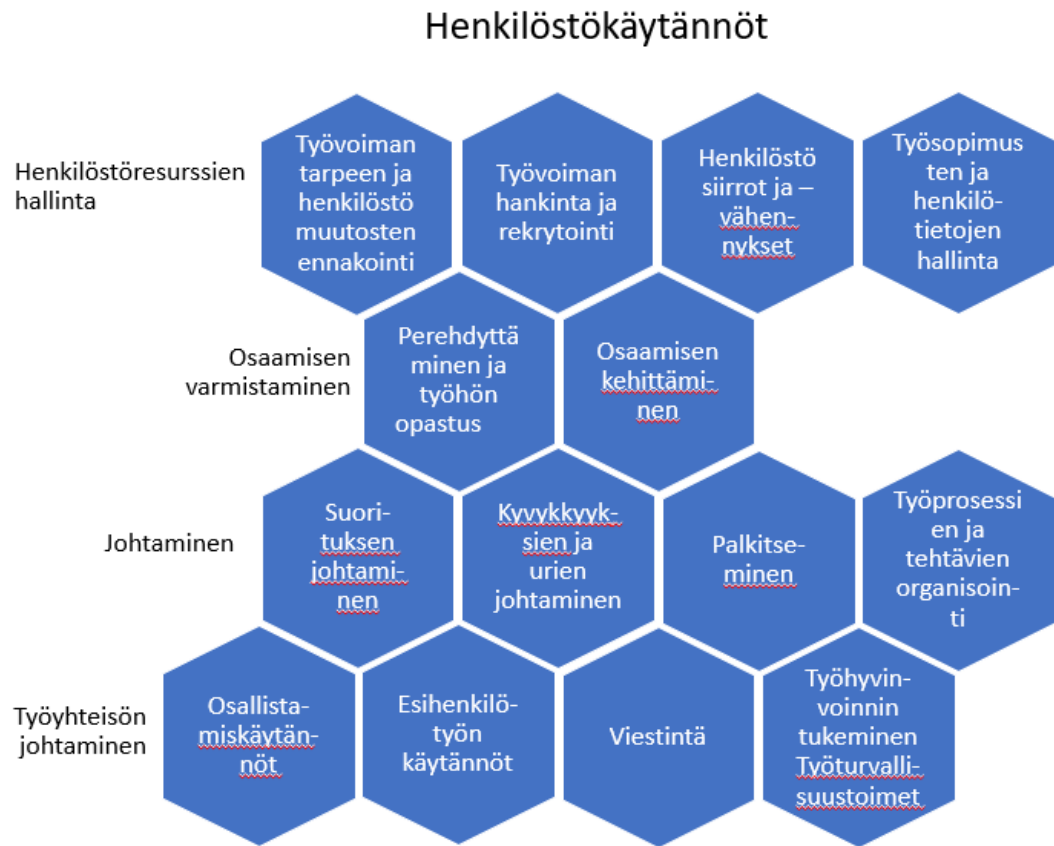 Henkilöstökäytännöt
Henkilöstöresurssien
hallinta
Työvoiman
tarpeen ja
henkilöstö
muutosten
ennakointi
Työvoiman
hankinta ja
rekrytointi
Henkilöstö
siirrot ja –
vähen-
nykset
Työsopimus
ten ja
henkilö-
tietojen
hallinta
Osaamisen
varmistaminen
Perehdyttä
minen ja
työhön
opastus
Osaamisen
kehittämi-
nen
Johtaminen
Suori-
tuksen
johtami-
nen
Kyvykkyyk-
sien ja
urien
johtaminen
Palkitse-
minen
Työprosessi
en ja
tehtävien
organisoin-
ti
Työyhteisön
johtaminen
Osallista-
miskäytän-
nöt
Esihenkilö-
työn
käytännöt
Viestintä
Työhyvin-
voinnin
tukeminen
Työturvalli-
suustoimet